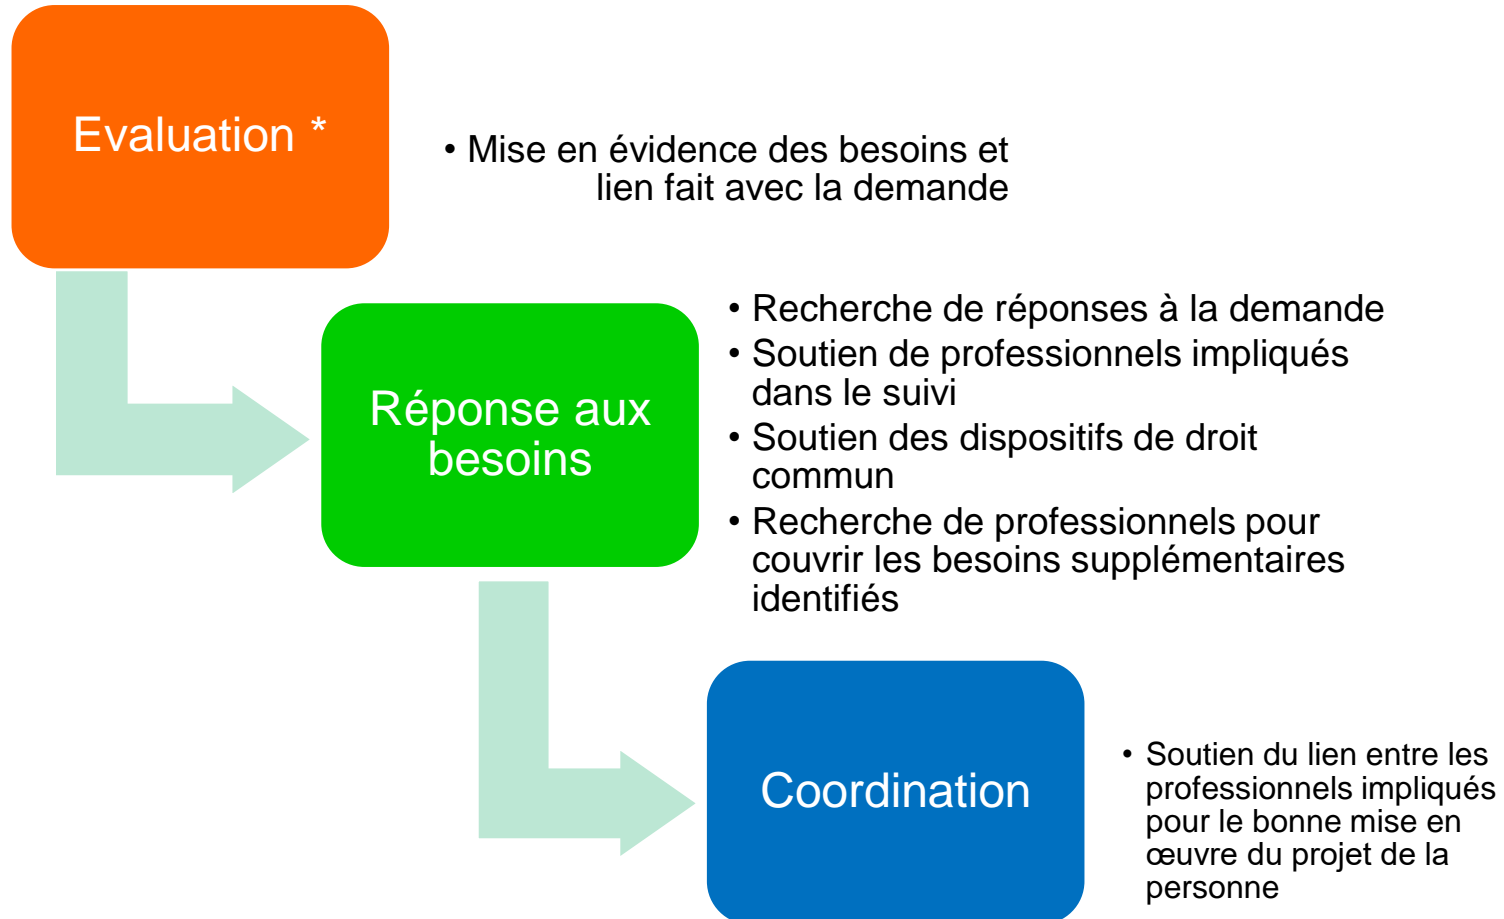 Evaluation *
• Mise en évidence des besoins et
lien fait avec la demande
Réponse aux
besoins
• Recherche de réponses à la demande
• Soutien de professionnels impliqués
dans le suivi
• Soutien des dispositifs de droit
commun
• Recherche de professionnels pour
couvrir les besoins supplémentaires
identifiés
Coordination
• Soutien du lien entre les
professionnels impliqués
pour le bonne mise en
œuvre du projet de la
personne